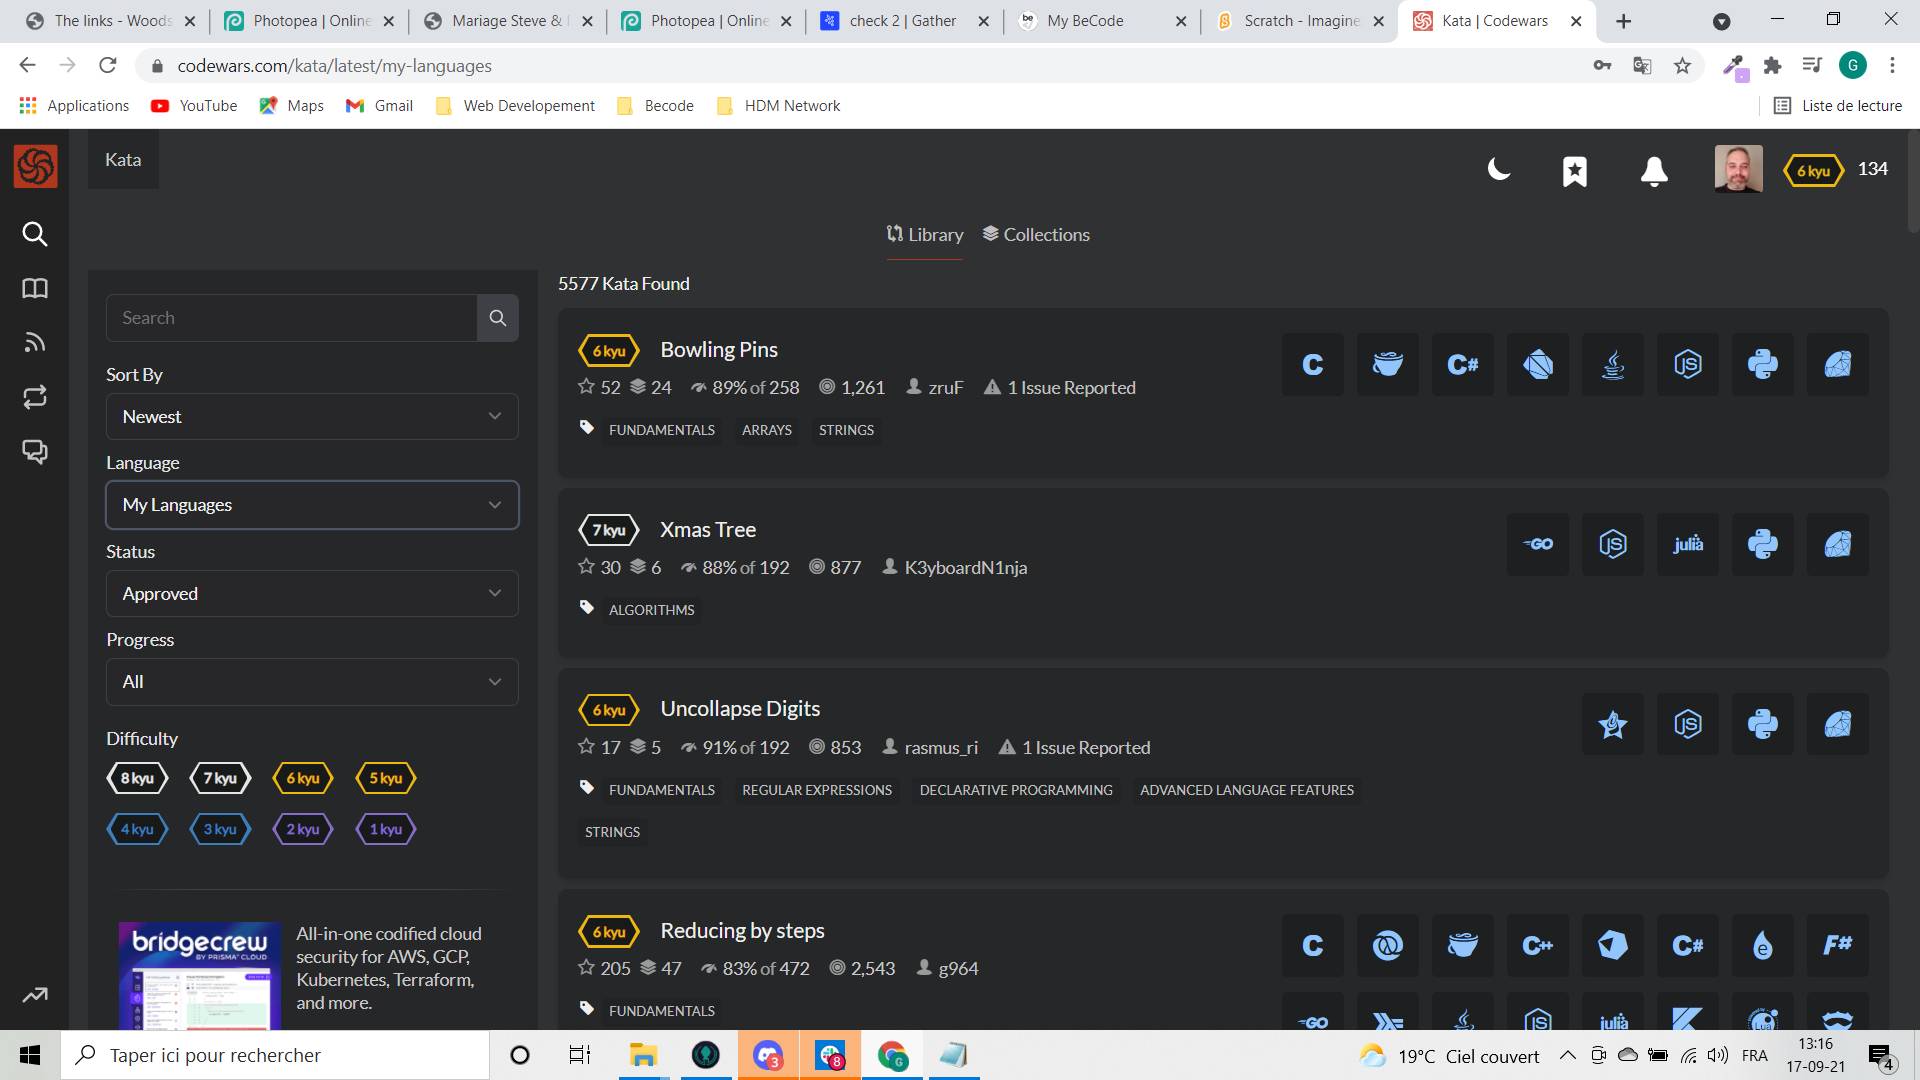 The links - Woods
Photopea | Online
Mariage Steve &
Photopea | Online
check 2 | Gather
My BeCode
Scratch - Imagine
Kata | Codewars
codewars.com/kata/latest/my-languages
G
Applications
YouTube
Maps
Gmail
Web Developement
Becode
HDM Network
Liste de lecture
Kata
6 kyu
134
Library
Collections
Search
Sort By
Newest
Language
My Languages
Status
Approved
Progress
All
Difficulty
8 kyu 7 kyu 6 kyu 5 kyu
4 kyu 3 kyu 2 kyu 1 kyu
bridgecrew
BY PRISMA CLOUD
All-in-one codified cloud
security for AWS, GCP,
Kubernetes, Terraform,
and more.
5577 Kata Found
6 kyu Bowling Pins
52 24 89% of 258 1,261 zruF 1 Issue Reported
FUNDAMENTALS ARRAYS STRINGS
C C# JS
7 kyu Xmas Tree
30 6 88% of 192 877 K3yboardN1nja
ALGORITHMS
GO JS julia
6 kyu Uncollapse Digits
17 5 91% of 192 853 rasmus_ri 1 Issue Reported
FUNDAMENTALS REGULAR EXPRESSIONS DECLARATIVE PROGRAMMING ADVANCED LANGUAGE FEATURES
STRINGS
JS
6 kyu Reducing by steps
205 47 83% of 472 2,543 g964
FUNDAMENTALS
C C++ C# e F#
GO JS julia Lua
Taper ici pour rechercher
3
8
G
19°C Ciel couvert
FRA
13:16
17-09-21
4